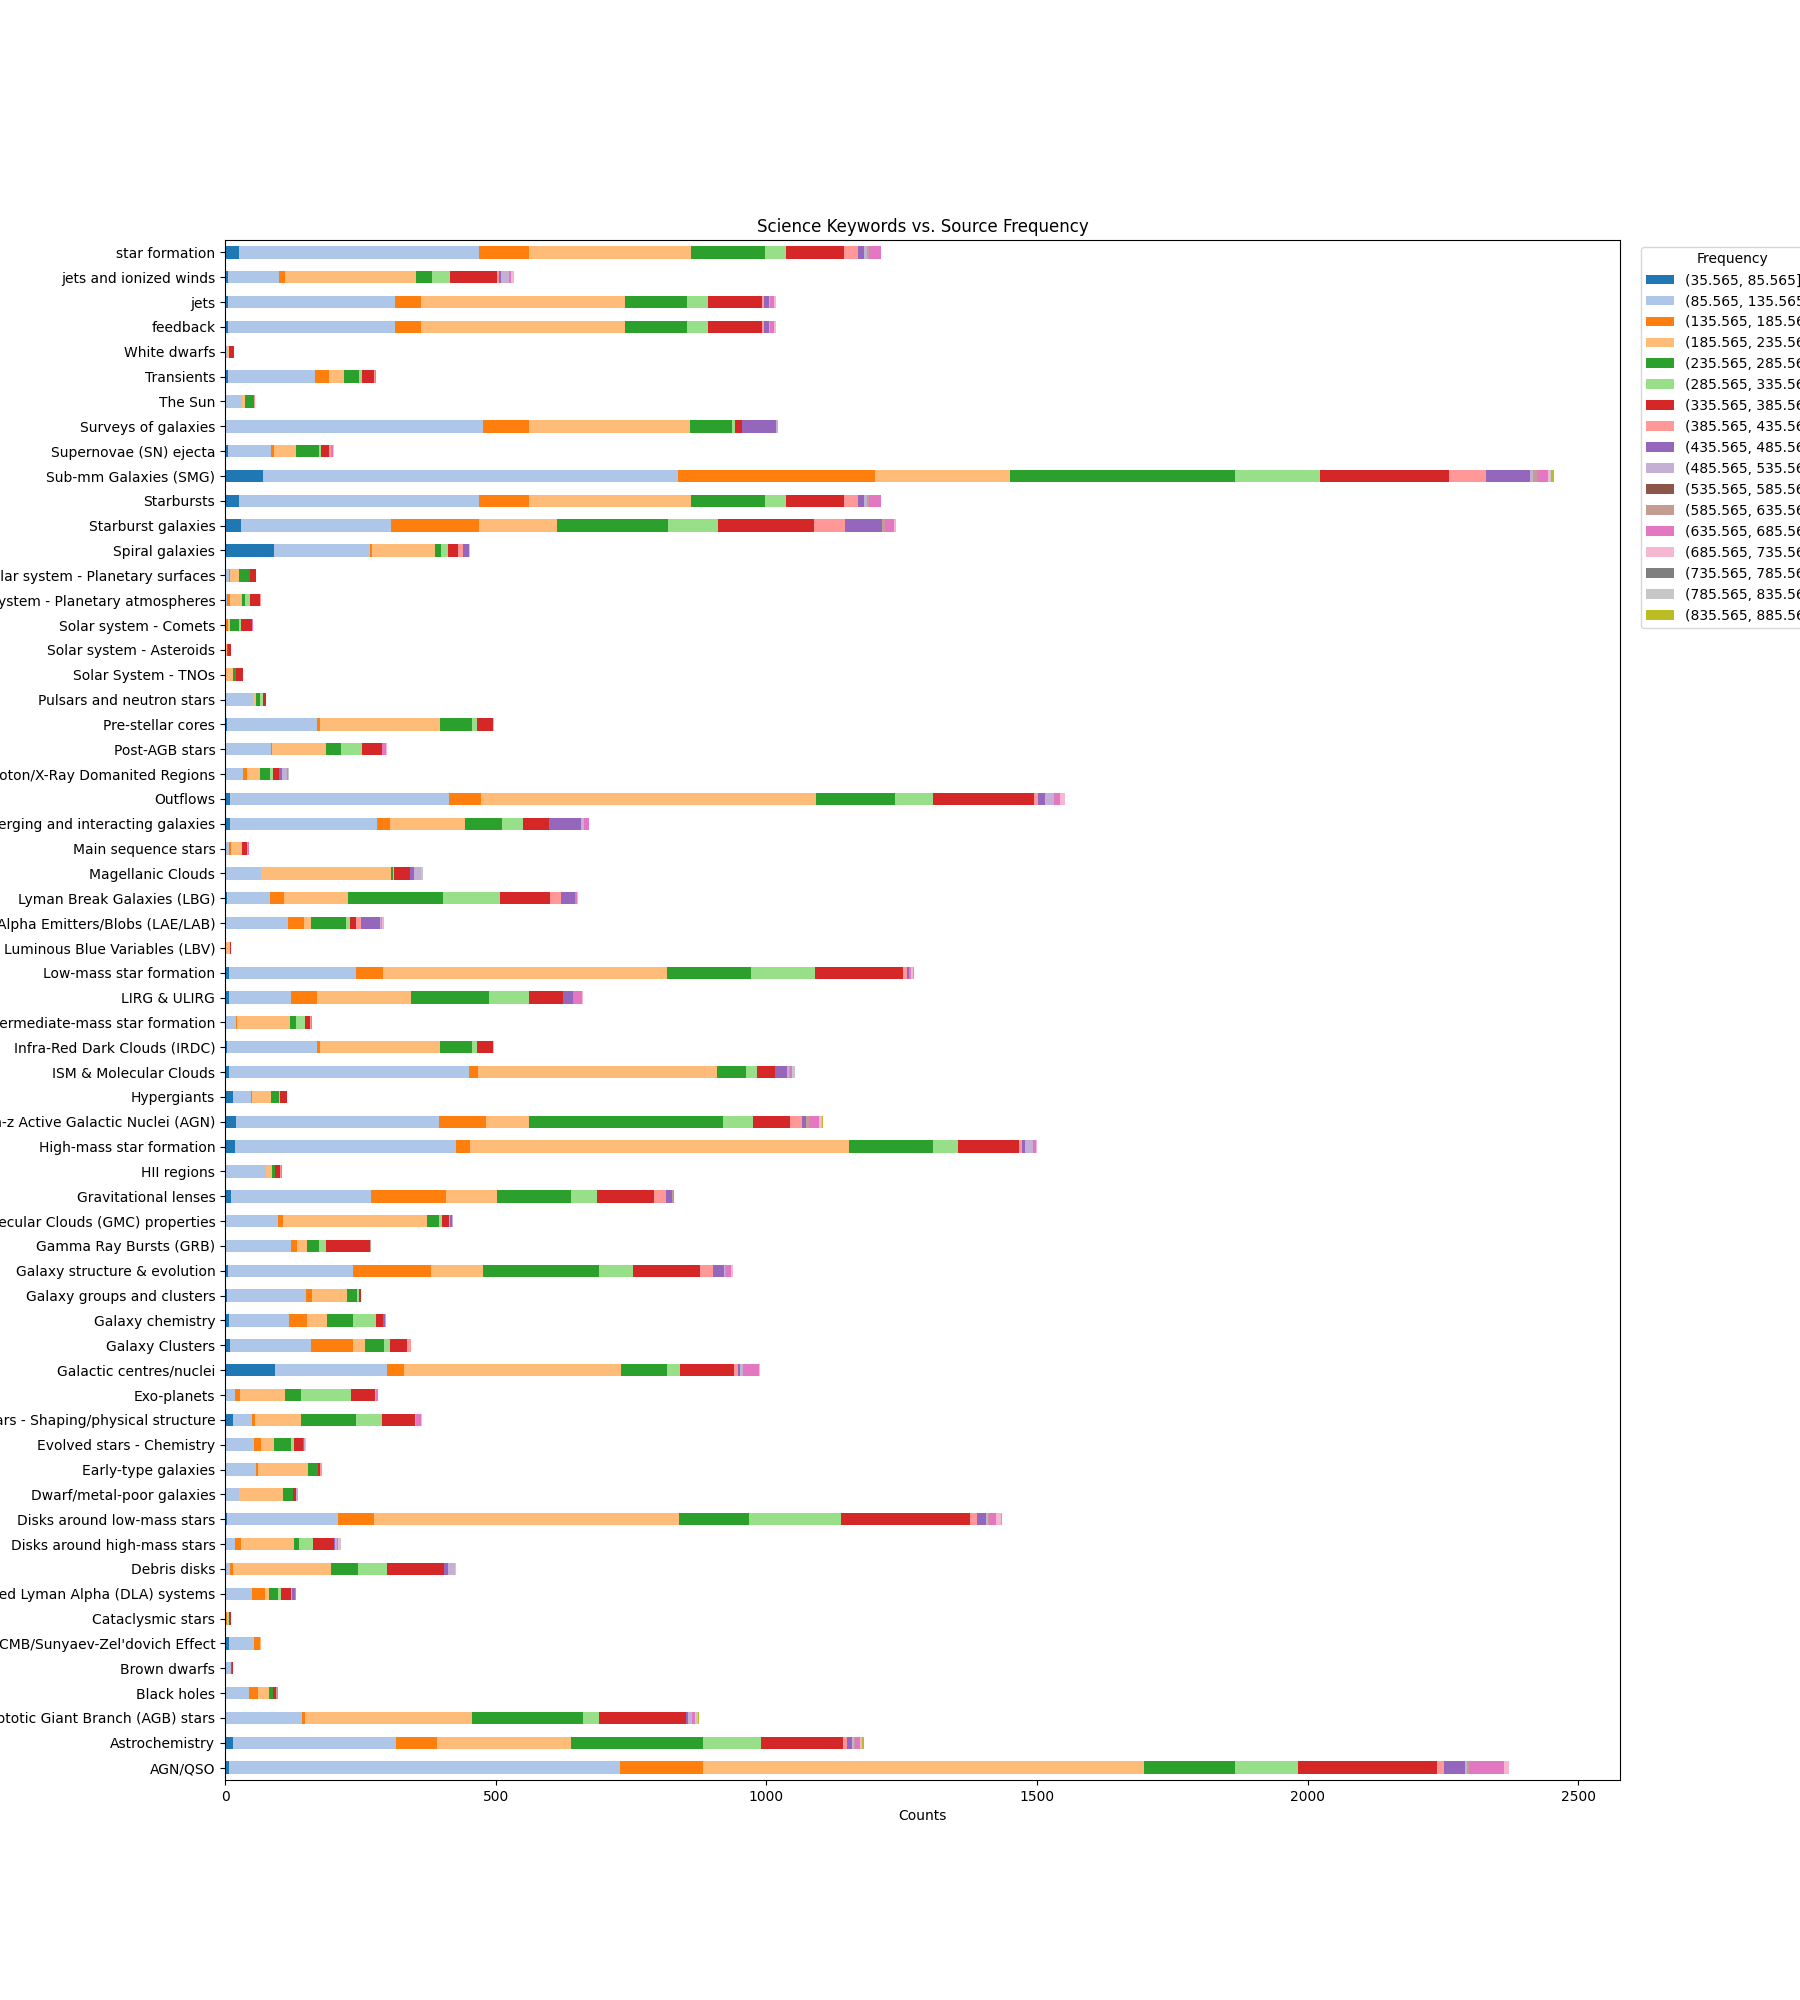 Science Keywords vs. Source Frequency
star formation
jets and ionized winds
jets
feedback
White dwarfs
Transients
The Sun
Surveys of galaxies
Supernovae (SN) ejecta
Sub-mm Galaxies (SMG)
Starbursts
Starburst galaxies
Spiral galaxies
lar system - Planetary surfaces
ystem - Planetary atmospheres
Solar system - Comets
Solar system - Asteroids
Solar System - TNOs
Pulsars and neutron stars
Pre-stellar cores
Post-AGB stars
oton/X-Ray Domanited Regions
Outflows
erging and interacting galaxies
Main sequence stars
Magellanic Clouds
Lyman Break Galaxies (LBG)
Alpha Emitters/Blobs (LAE/LAB)
Luminous Blue Variables (LBV)
Low-mass star formation
LIRG & ULIRG
ermediate-mass star formation
Infra-Red Dark Clouds (IRDC)
ISM & Molecular Clouds
Hypergiants
-z Active Galactic Nuclei (AGN)
High-mass star formation
HII regions
Gravitational lenses
ecular Clouds (GMC) properties
Gamma Ray Bursts (GRB)
Galaxy structure & evolution
Galaxy groups and clusters
Galaxy chemistry
Galaxy Clusters
Galactic centres/nuclei
Exo-planets
ars - Shaping/physical structure
Evolved stars - Chemistry
Early-type galaxies
Dwarf/metal-poor galaxies
Disks around low-mass stars
Disks around high-mass stars
Debris disks
ed Lyman Alpha (DLA) systems
Cataclysmic stars
CMB/Sunyaev-Zel'dovich Effect
Brown dwarfs
Black holes
ptotic Giant Branch (AGB) stars
Astrochemistry
AGN/QSO
0 500 1000 1500 2000 2500
Counts
Frequency
(35.565, 85.565]
(85.565, 135.565
(135.565, 185.56
(185.565, 235.56
(235.565, 285.56
(285.565, 335.56
(335.565, 385.56
(385.565, 435.56
(435.565, 485.56
(485.565, 535.56
(535.565, 585.56
(585.565, 635.56
(635.565, 685.56
(685.565, 735.56
(735.565, 785.56
(785.565, 835.56
(835.565, 885.56